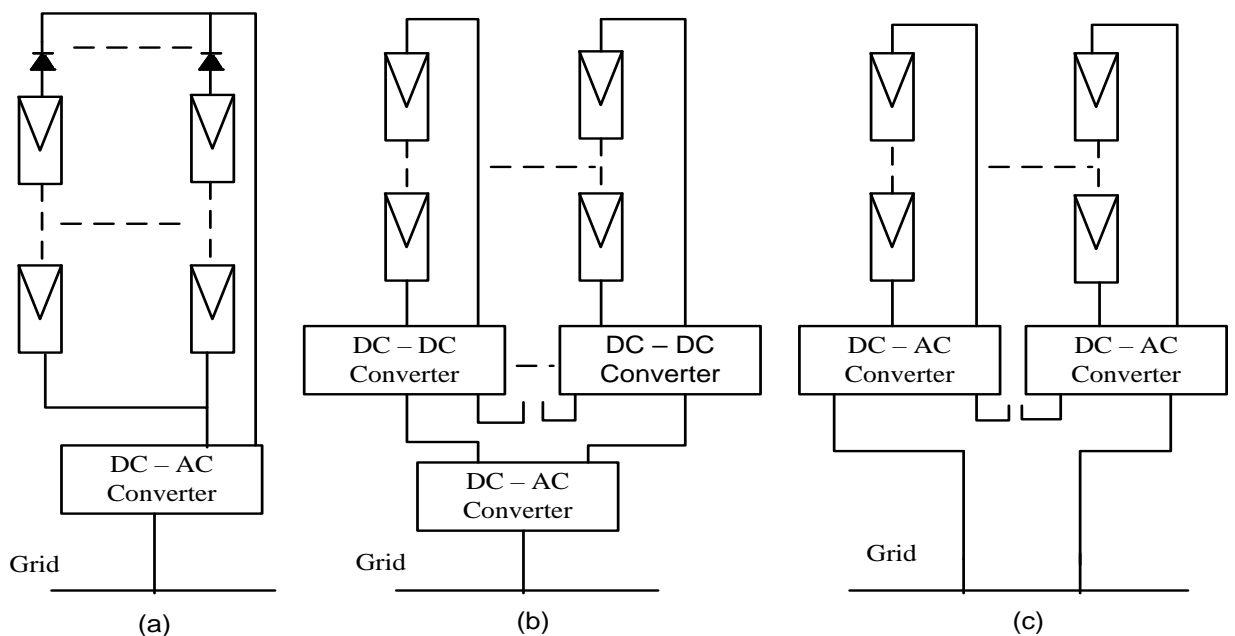 DC – AC
Converter
Grid
(a)
DC – DC
Converter
DC – DC
Converter
DC – AC
Converter
Grid
(b)
DC – AC
Converter
DC – AC
Converter
Grid
(c)